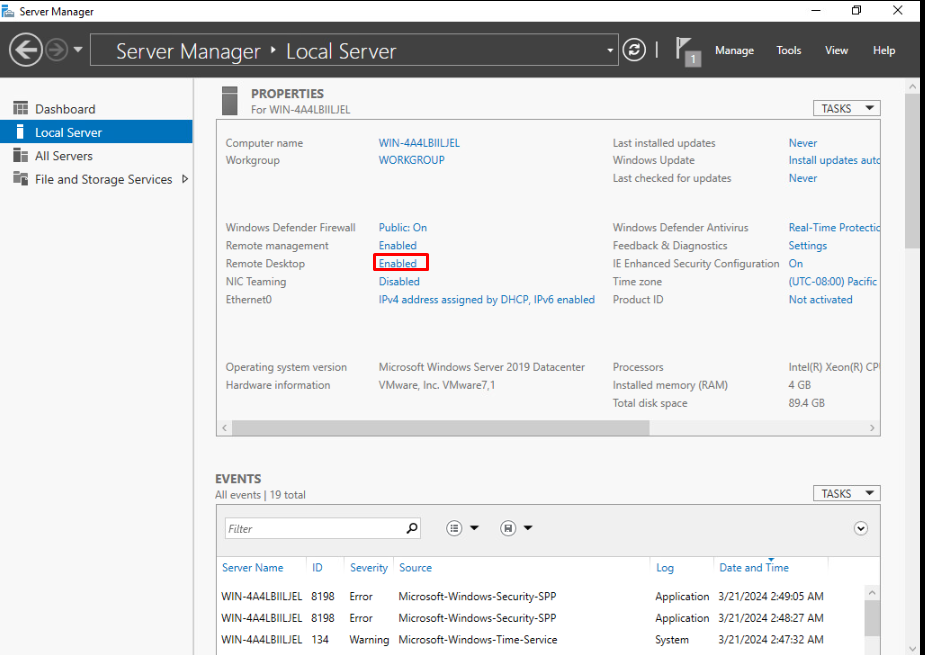 Server Manager
Server Manager ‣ Local Server
1
Manage Tools View Help
Dashboard
Local Server
All Servers
File and Storage Services
PROPERTIES
For WIN-4A4LBIILJEL
TASKS
Computer name WIN-4A4LBIILJEL Last installed updates Never
Workgroup WORKGROUP Windows Update Install updates auto
Last checked for updates Never
Windows Defender Firewall Public: On Windows Defender Antivirus Real-Time Protectic
Remote management Enabled Feedback & Diagnostics Settings
Remote Desktop Enabled IE Enhanced Security Configuration On
NIC Teaming Disabled Time zone (UTC-08:00) Pacific
Ethernet0 IPv4 address assigned by DHCP, IPv6 enabled Product ID Not activated
Operating system version Microsoft Windows Server 2019 Datacenter Processors Intel(R) Xeon(R) CPU
Hardware information VMware, Inc. VMware7,1 Installed memory (RAM) 4 GB
Total disk space 89.4 GB
EVENTS
All events | 19 total
TASKS
Filter
Server Name ID Severity Source Log Date and Time
WIN-4A4LBIILJEL 8198 Error Microsoft-Windows-Security-SPP Application 3/21/2024 2:49:05 AM
WIN-4A4LBIILJEL 8198 Error Microsoft-Windows-Security-SPP Application 3/21/2024 2:48:27 AM
WIN-4A4LBIILJEL 134 Warning Microsoft-Windows-Time-Service System 3/21/2024 2:47:32 AM